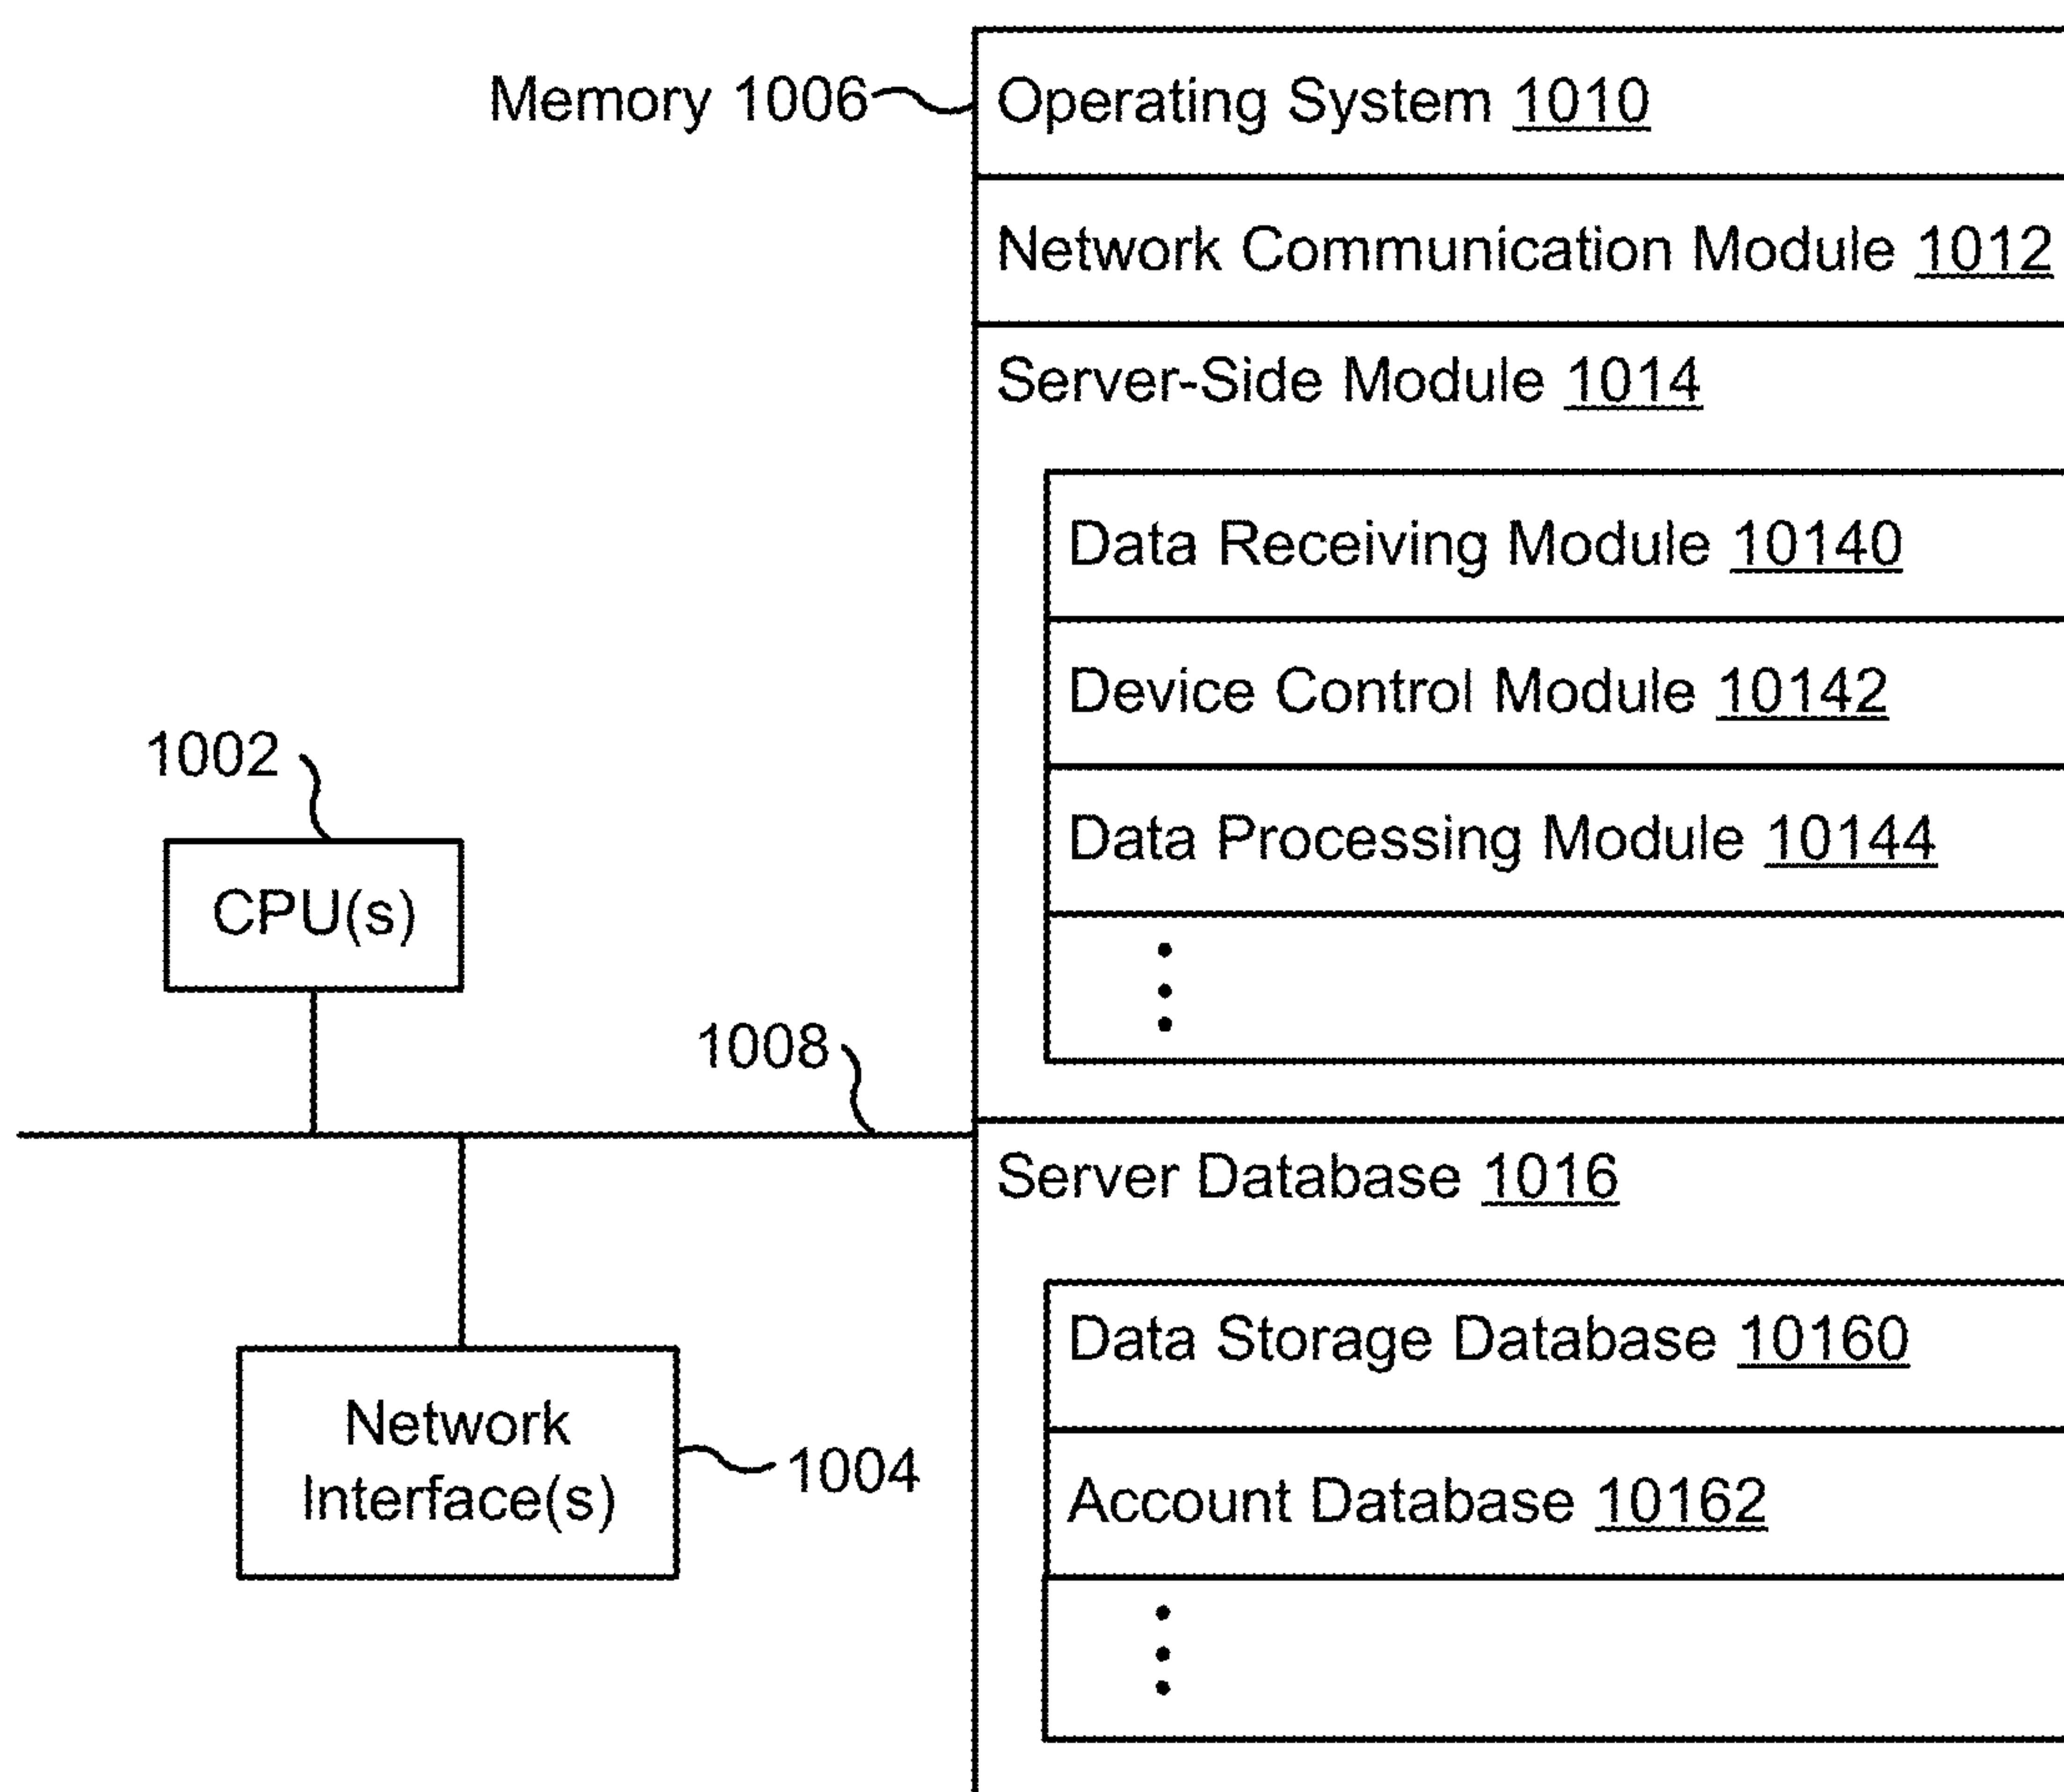 Memory 1006
Operating System 1010
Network Communication Module 1012
Server-Side Module 1014
Data Receiving Module 10140
Device Control Module 10142
Data Processing Module 10144
1002
CPU(s)
1008
Server Database 1016
Data Storage Database 10160
Account Database 10162
Network
Interface(s)
1004